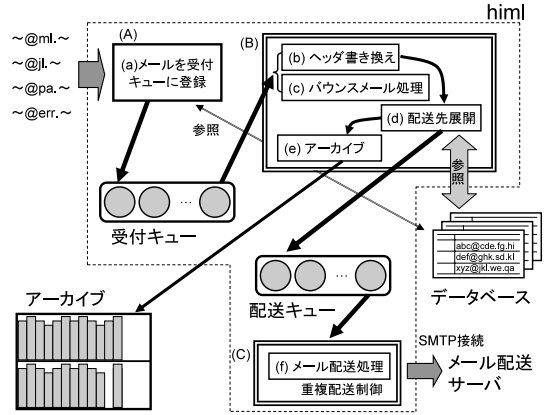 himl
～@ml.～
～@jl.～
～@pa.～
～@err.～
(A)
(a)メールを受付
キューに登録
(B)
(b) ヘッダ書き換え
(c) バウンスメール処理
(d) 配送先展開
(e) アーカイブ
参照
参照
…
受付キュー
abc@cde.fg.hi
def@ghk.sd.kl
xyz@jkl.we.qa
データベース
…
配送キュー
アーカイブ
(C)
(f) メール配送処理
重複配送制御
SMTP接続
メール配送
サーバ